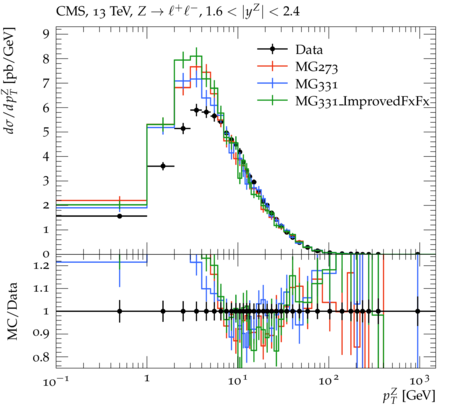 CMS, 13 TeV, Z → ℓ⁺ℓ⁻, 1.6 < |y^Z| < 2.4
dσ/dp_T^Z [pb/GeV]
9
8
7
6
5
4
3
2
1
0
Data
MG273
MG331
MG331_ImprovedFxFx
MC/Data
1.2
1.1
1
0.9
0.8
10⁻¹ 1 10¹ 10² 10³
p_T^Z [GeV]